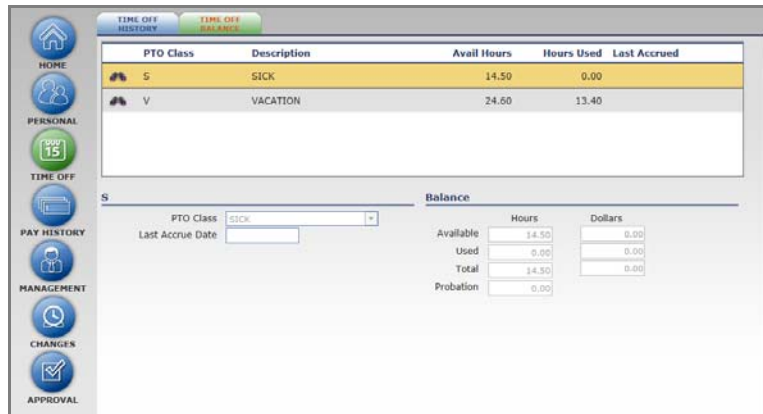 TIME OFF HISTORY
TIME OFF BALANCE
PTO Class Description Avail Hours Hours Used Last Accrued
S SICK 14.50 0.00
V VACATION 24.60 13.40
HOME
PERSONAL
15
TIME OFF
PAY HISTORY
MANAGEMENT
CHANGES
APPROVAL
S
PTO Class SICK
Last Accrue Date
Balance
Hours Dollars
Available 14.50 0.00
Used 0.00 0.00
Total 14.50 0.00
Probation 0.00